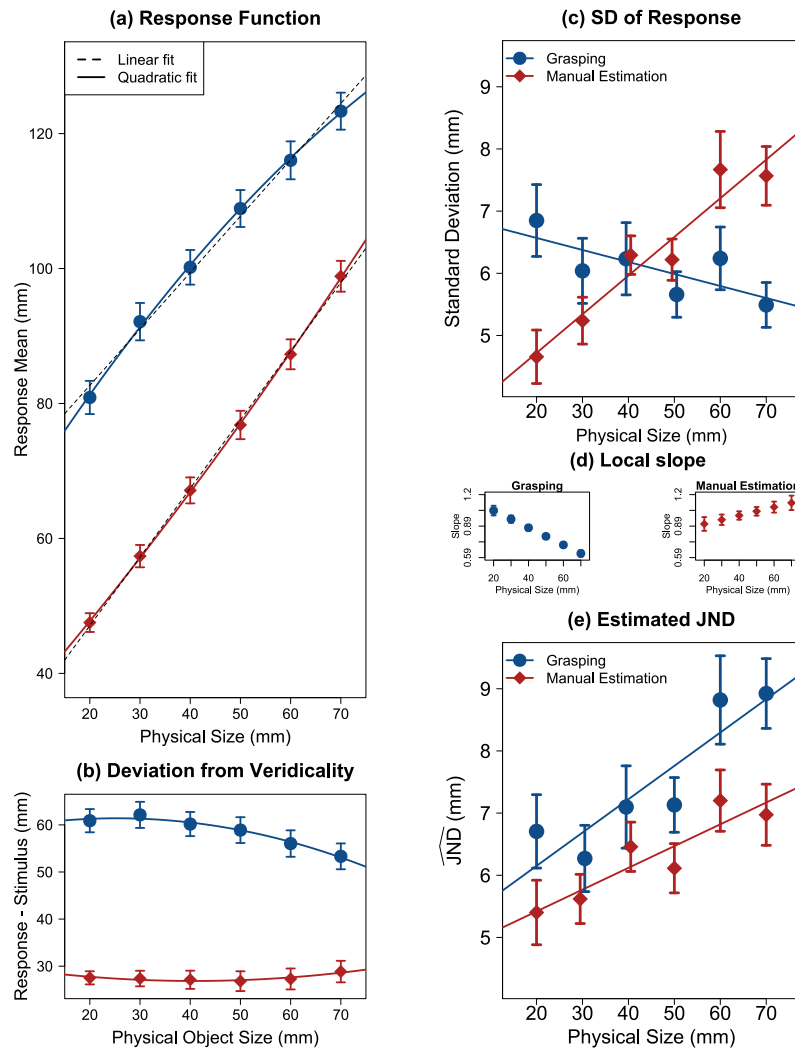 (a) Response Function
Linear fit
Quadratic fit
Response Mean (mm)
120
100
80
60
40
20 30 40 50 60 70
Physical Size (mm)
(b) Deviation from Veridicality
Response - Stimulus (mm)
60
50
40
30
20 30 40 50 60 70
Physical Object Size (mm)
(c) SD of Response
Grasping
Manual Estimation
Standard Deviation (mm)
9
8
7
6
5
20 30 40 50 60 70
Physical Size (mm)
(d) Local slope
Grasping
Slope
1.2
0.89
0.59
20 40 60
Physical Size (mm)
Manual Estimation
Slope
1.2
0.89
0.59
20 40 60
Physical Size (mm)
(e) Estimated JND
Grasping
Manual Estimation
JND (mm)
9
8
7
6
5
20 30 40 50 60 70
Physical Size (mm)